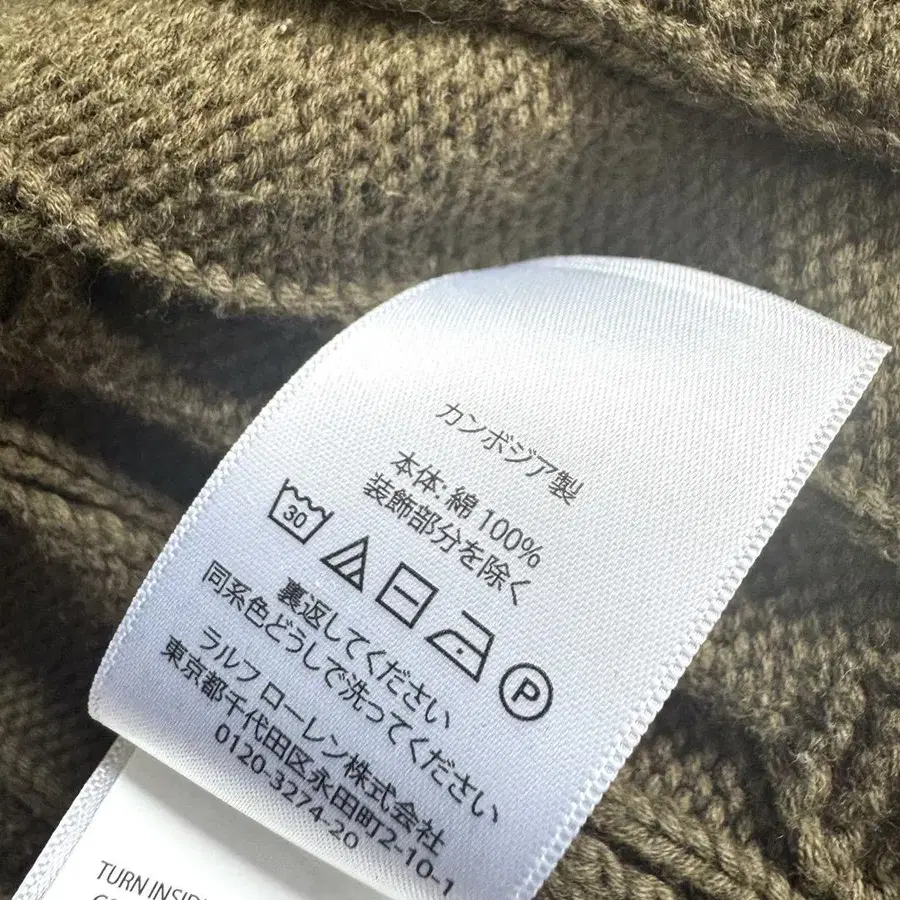 カンボジア製
本体: 綿 100%
装飾部分を除く
30
P
裏返してください
同系色どうしで洗ってください
ラルフ ローレン株式会社
東京都千代田区永田町2-10-1
0120-3274-20
TURN INSID